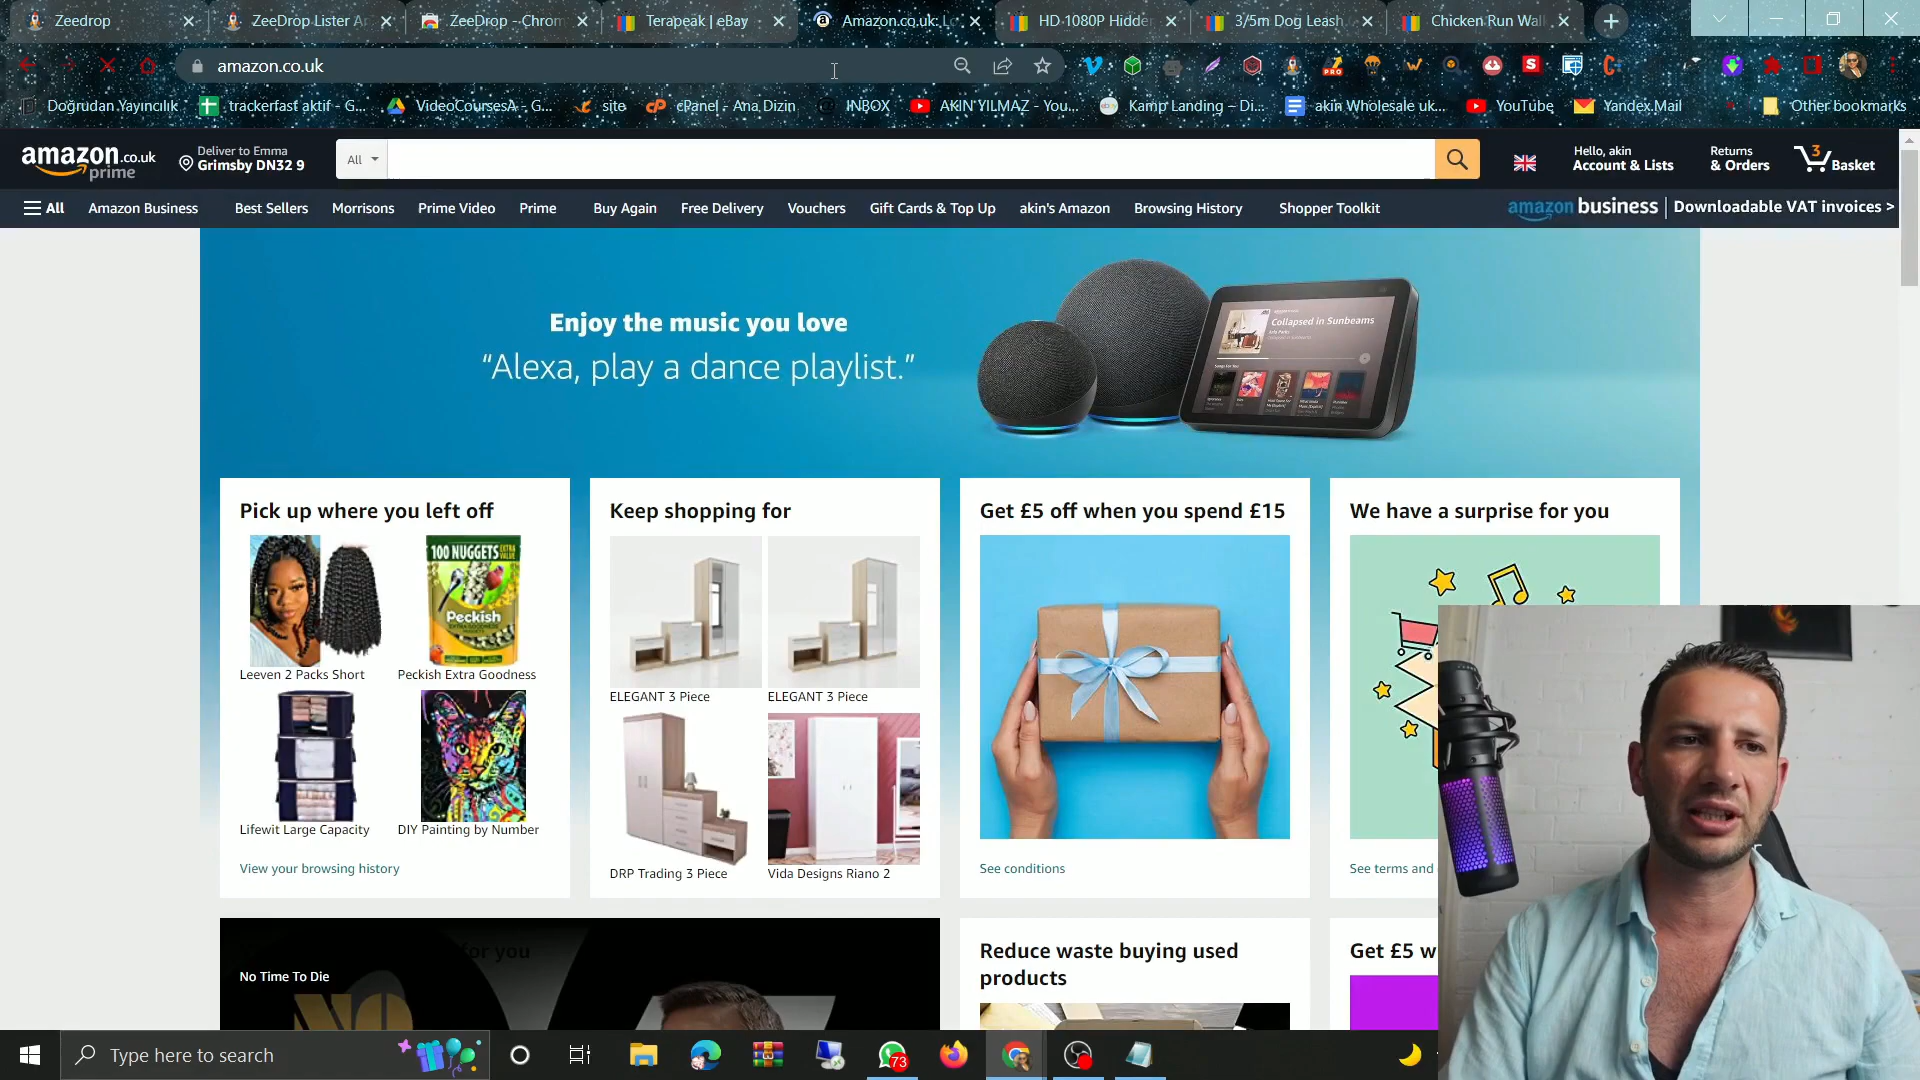 Zeedrop
ZeeDrop Lister A
ZeeDrop - Chrom
Terapeak | eBay
Amazon.co.uk: L
HD 1080P Hidde
3/5m Dog Leash
Chicken Run Wal
amazon.co.uk
PRO
Doğrudan Yayıncılık
trackerfast aktif - G...
VideoCoursesA - G...
site
cPanel - Ana Dizin
INBOX
AKIN YILMAZ - You...
Kamp Landing – Di...
akin Wholesale uk...
YouTube
Yandex.Mail
Other bookmarks
amazon.co.uk
prime
Deliver to Emma
Grimsby DN32 9
All
Hello, akin
Account & Lists
Returns
& Orders
3
Basket
All
Amazon Business
Best Sellers
Morrisons
Prime Video
Prime
Buy Again
Free Delivery
Vouchers
Gift Cards & Top Up
akin's Amazon
Browsing History
Shopper Toolkit
amazon business | Downloadable VAT invoices >
Enjoy the music you love
“Alexa, play a dance playlist.”
Collapsed in Sunbeams
Pick up where you left off
100 NUGGETS
Peckish
Leeven 2 Packs Short
Peckish Extra Goodness
Lifewit Large Capacity
DIY Painting by Number
View your browsing history
Keep shopping for
ELEGANT 3 Piece
ELEGANT 3 Piece
DRP Trading 3 Piece
Vida Designs Riano 2
Get £5 off when you spend £15
See conditions
We have a surprise for you
See terms and
for you
No Time To Die
NO
Reduce waste buying used
products
Get £5 w
Type here to search
73